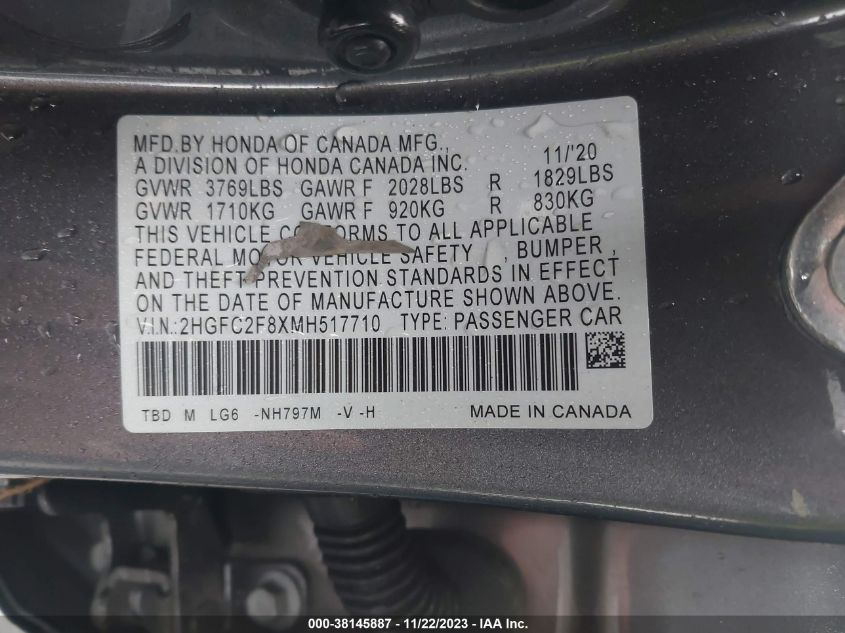 MFD.BY HONDA OF CANADA MFG.,
A DIVISION OF HONDA CANADA INC. 11/'20
GVWR 3769LBS GAWR F 2028LBS R 1829LBS
GVWR 1710KG GAWR F 920KG R 830KG
THIS VEHICLE CONFORMS TO ALL APPLICABLE
FEDERAL MOTOR VEHICLE SAFETY , BUMPER ,
AND THEFT PREVENTION STANDARDS IN EFFECT
ON THE DATE OF MANUFACTURE SHOWN ABOVE.
V.I.N.:2HGFC2F8XMH517710 TYPE: PASSENGER CAR
TBD M LG6 -NH797M -V -H MADE IN CANADA
000-38145887 - 11/22/2023 - IAA Inc.